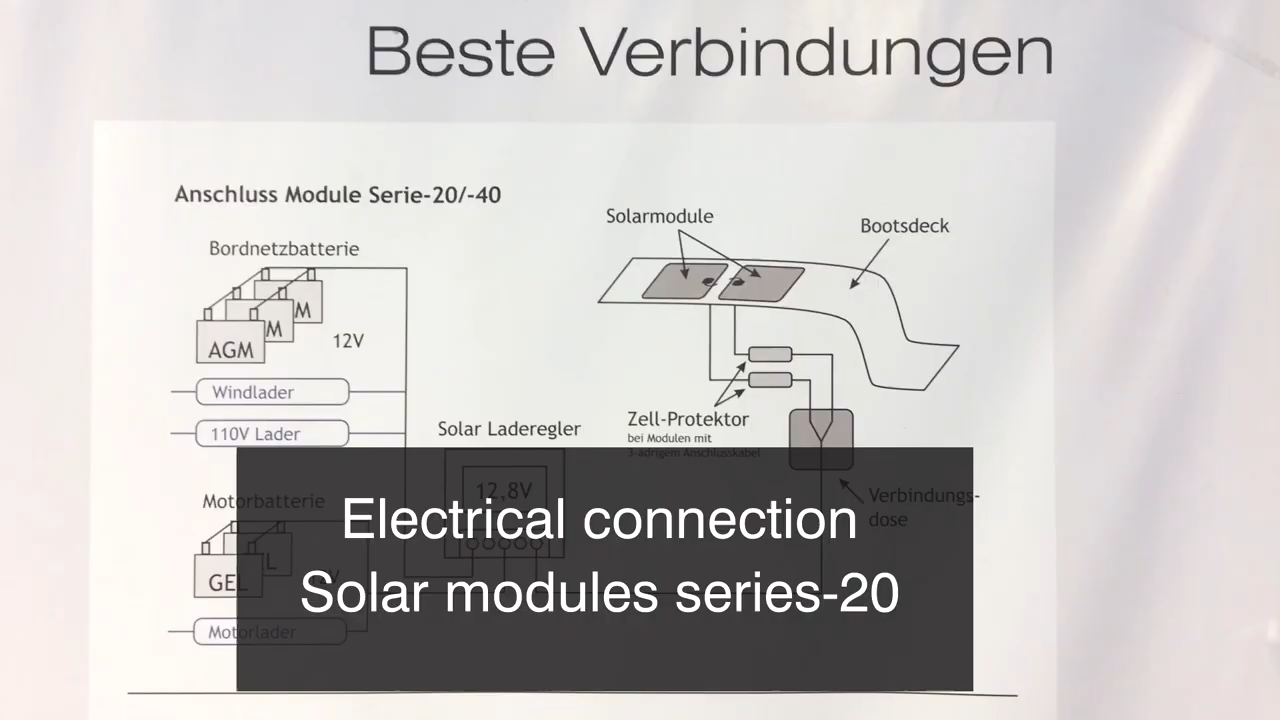 Beste Verbindungen
Anschluss Module Serie-20/-40
Bordnetzbatterie
M
M
AGM
12V
Windlader
110V Lader
Motorbatterie
L
GEL
V
Motorlader
Solar Laderegler
12,8V
Solarmodule
Bootsdeck
Zell-Protektor
bei Modulen mit
3-adrigem Anschlusskabel
Verbindungs-
dose
Electrical connection
Solar modules series-20